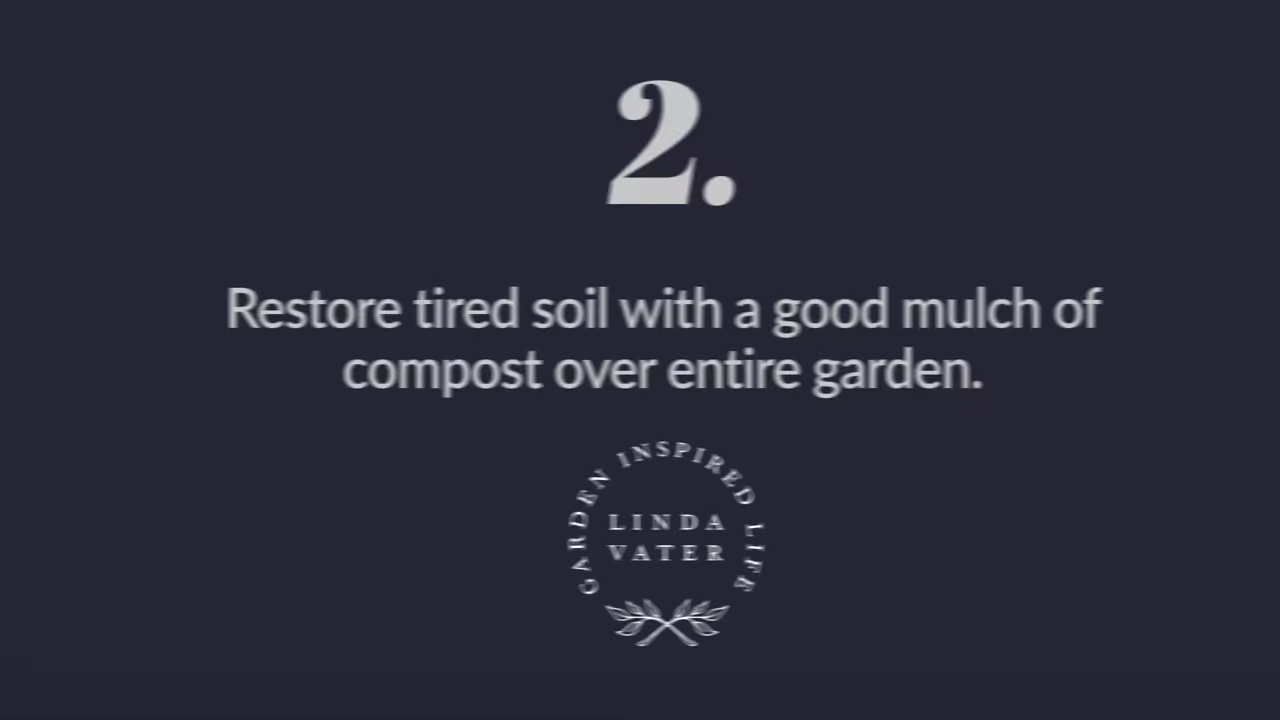 2.
Restore tired soil with a good mulch of
compost over entire garden.
GARDEN INSPIRED LIFE
LINDA
VATER